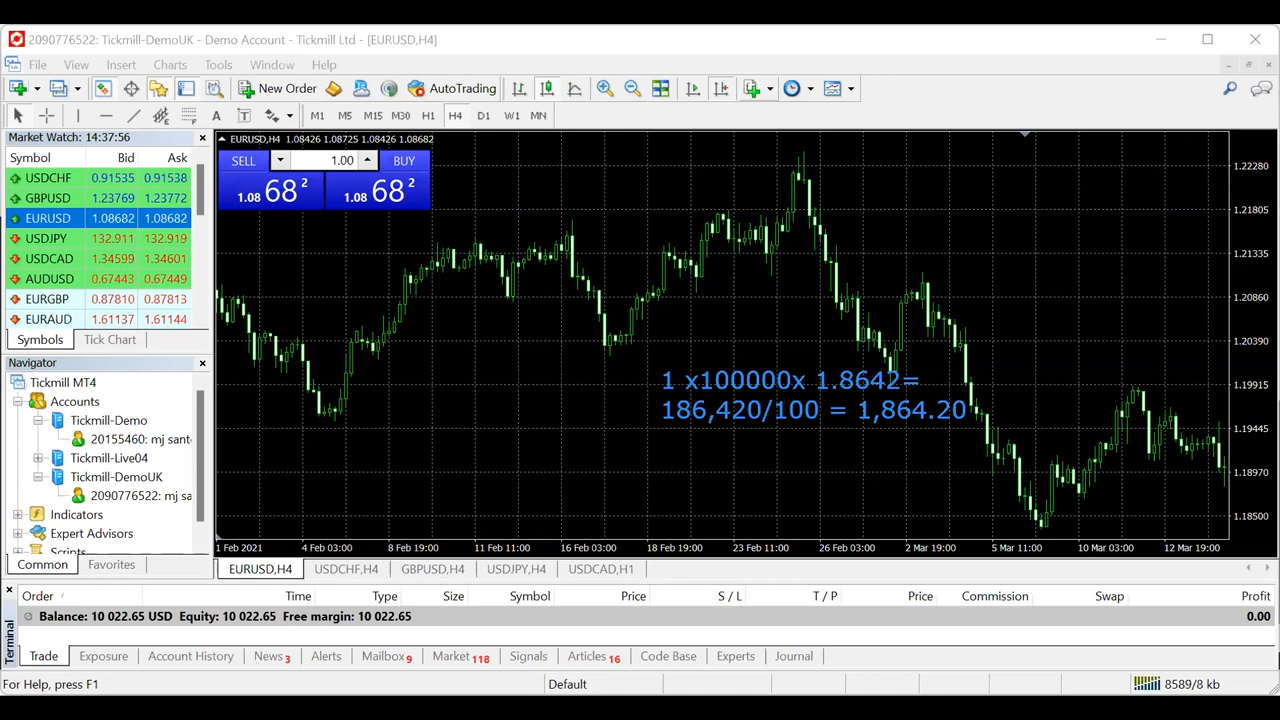 2090776522: Tickmill-DemoUK - Demo Account - Tickmill Ltd - [EURUSD,H4]
File View Insert Charts Tools Window Help
New Order AutoTrading
A T M1 M5 M15 M30 H1 H4 D1 W1 MN
Market Watch: 14:37:56
Symbol Bid Ask
USDCHF 0.91535 0.91538
GBPUSD 1.23769 1.23772
EURUSD 1.08682 1.08682
USDJPY 132.911 132.919
USDCAD 1.34599 1.34601
AUDUSD 0.67443 0.67449
EURGBP 0.87810 0.87813
EURAUD 1.61137 1.61144
Symbols Tick Chart
Navigator
Tickmill MT4
Accounts
Tickmill-Demo
20155460: mj sant
Tickmill-Live04
Tickmill-DemoUK
2090776522: mj sa
Indicators
Expert Advisors
Scripts
Common Favorites
EURUSD,H4 1.08426 1.08725 1.08426 1.08682
SELL 1.00 BUY
1.08 68 2 1.08 68 2
1 x100000x 1.8642=
186,420/100 = 1,864.20
1.22280
1.21805
1.21335
1.20860
1.20390
1.19915
1.19445
1.18970
1.18500
1 Feb 2021 4 Feb 03:00 8 Feb 19:00 11 Feb 11:00 16 Feb 03:00 18 Feb 19:00 23 Feb 11:00 26 Feb 03:00 2 Mar 19:00 5 Mar 11:00 10 Mar 03:00 12 Mar 19:00
EURUSD,H4 USDCHF,H4 GBPUSD,H4 USDJPY,H4 USDCAD,H1
Order / Time Type Size Symbol Price S / L T / P Price Commission Swap Profit
Balance: 10 022.65 USD Equity: 10 022.65 Free margin: 10 022.65 0.00
Terminal
Trade Exposure Account History News 3 Alerts Mailbox 9 Market 118 Signals Articles 16 Code Base Experts Journal
For Help, press F1 Default 8589/8 kb